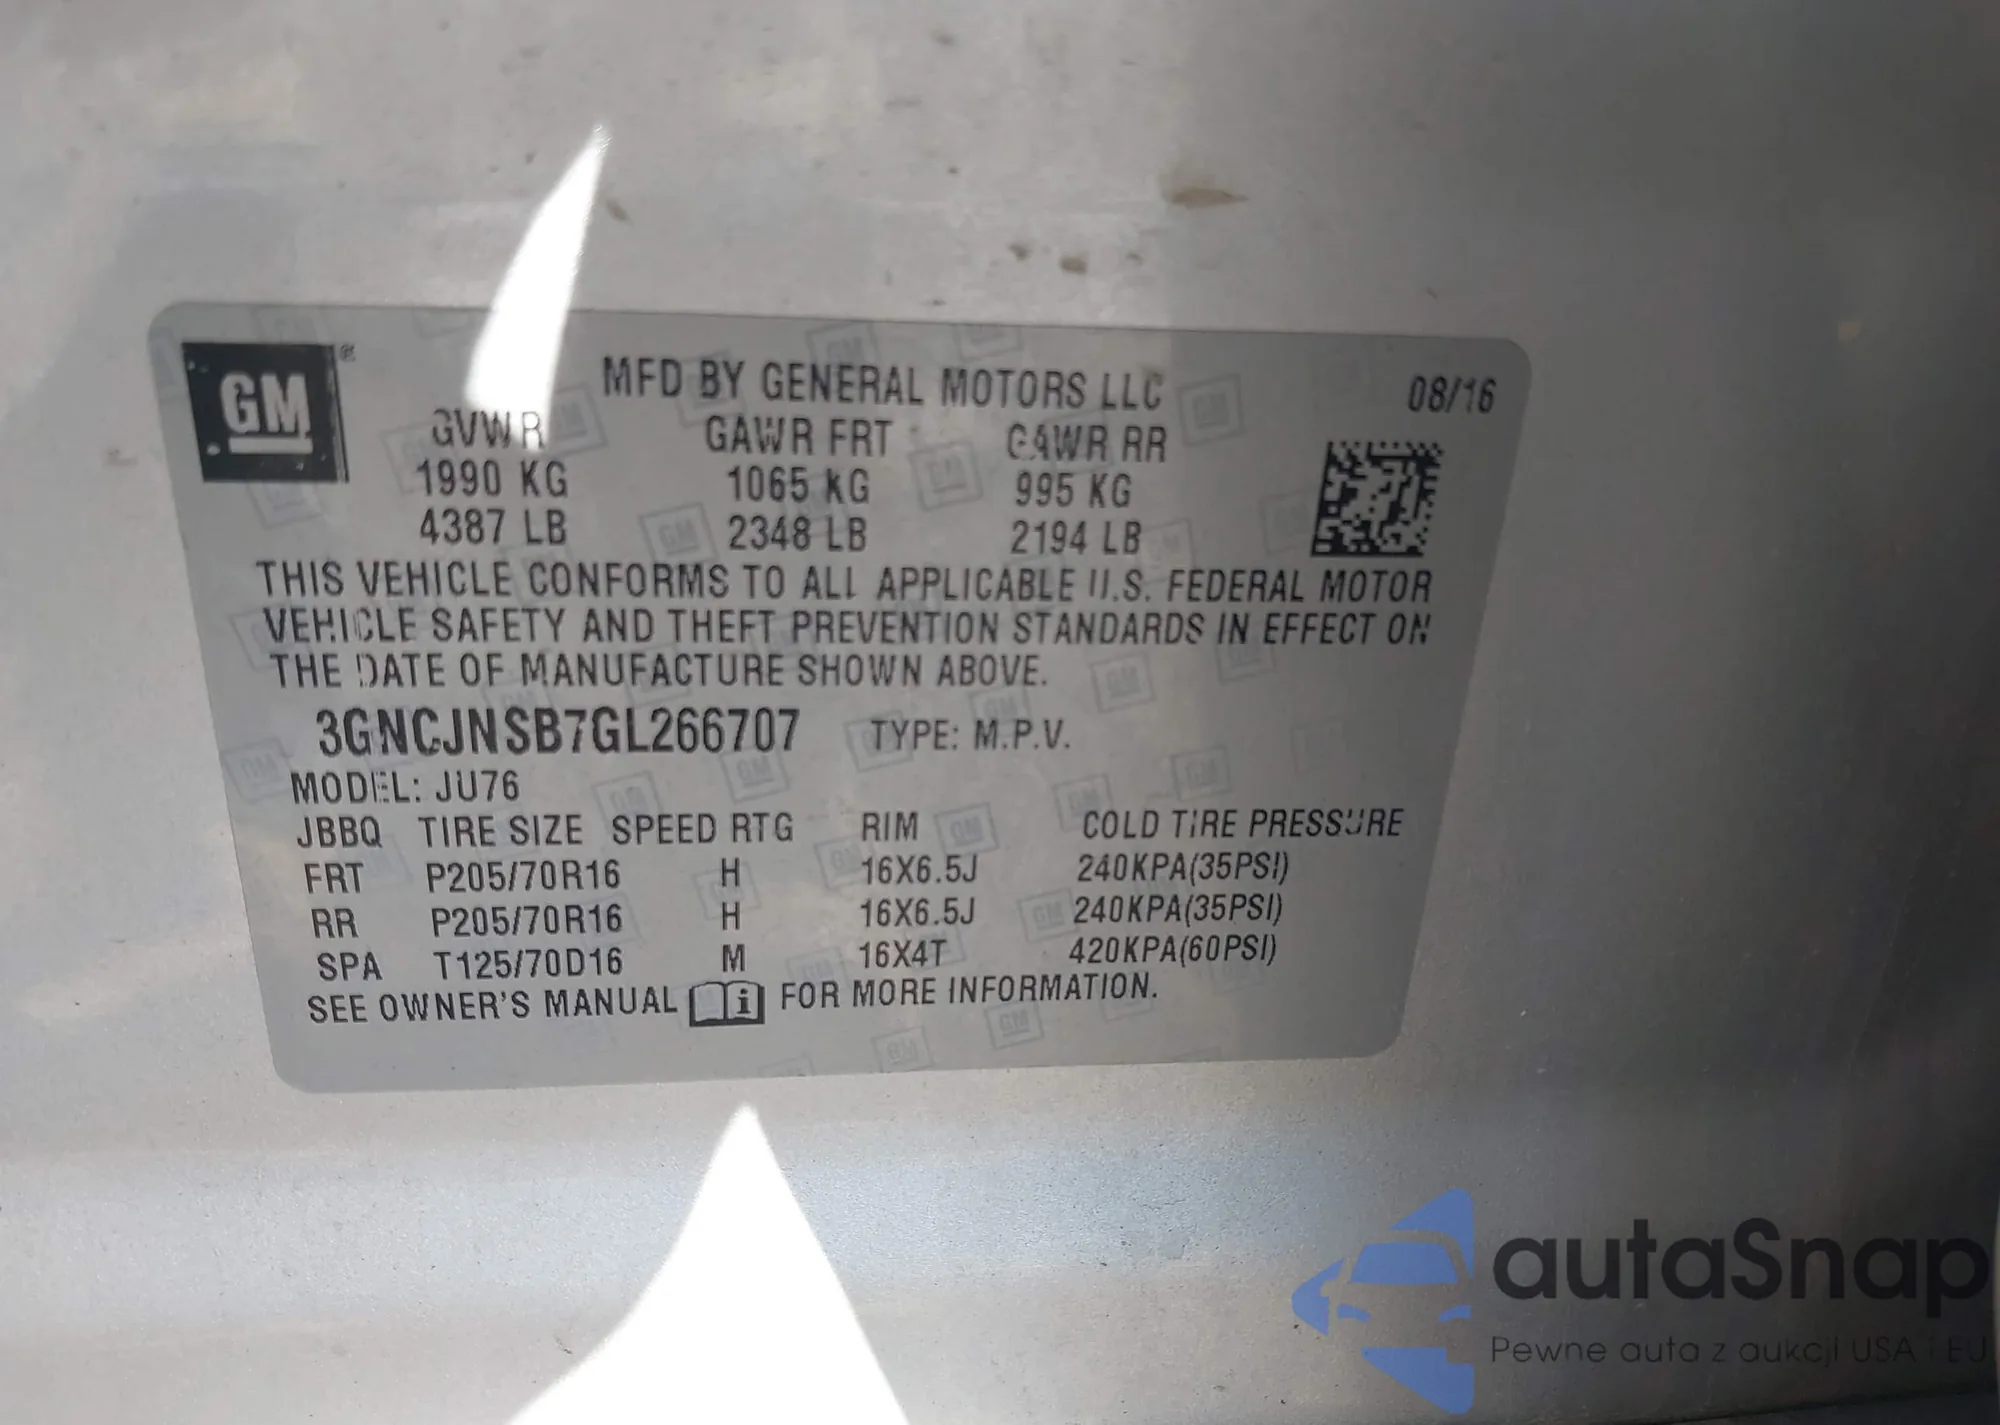 GM
MFD BY GENERAL MOTORS LLC 08/16
GVWR GAWR FRT GAWR RR
1990 KG 1065 KG 995 KG
4387 LB 2348 LB 2194 LB
THIS VEHICLE CONFORMS TO ALL APPLICABLE U.S. FEDERAL MOTOR
VEHICLE SAFETY AND THEFT PREVENTION STANDARDS IN EFFECT ON
THE DATE OF MANUFACTURE SHOWN ABOVE.
3GNCJNSB7GL266707 TYPE: M.P.V.
MODEL: JU76
JBBQ TIRE SIZE SPEED RTG RIM COLD TIRE PRESSURE
FRT P205/70R16 H 16X6.5J 240KPA(35PSI)
RR P205/70R16 H 16X6.5J 240KPA(35PSI)
SPA T125/70D16 M 16X4T 420KPA(60PSI)
SEE OWNER'S MANUAL i FOR MORE INFORMATION.
autaSnap
Pewne auta z aukcji USA i EU